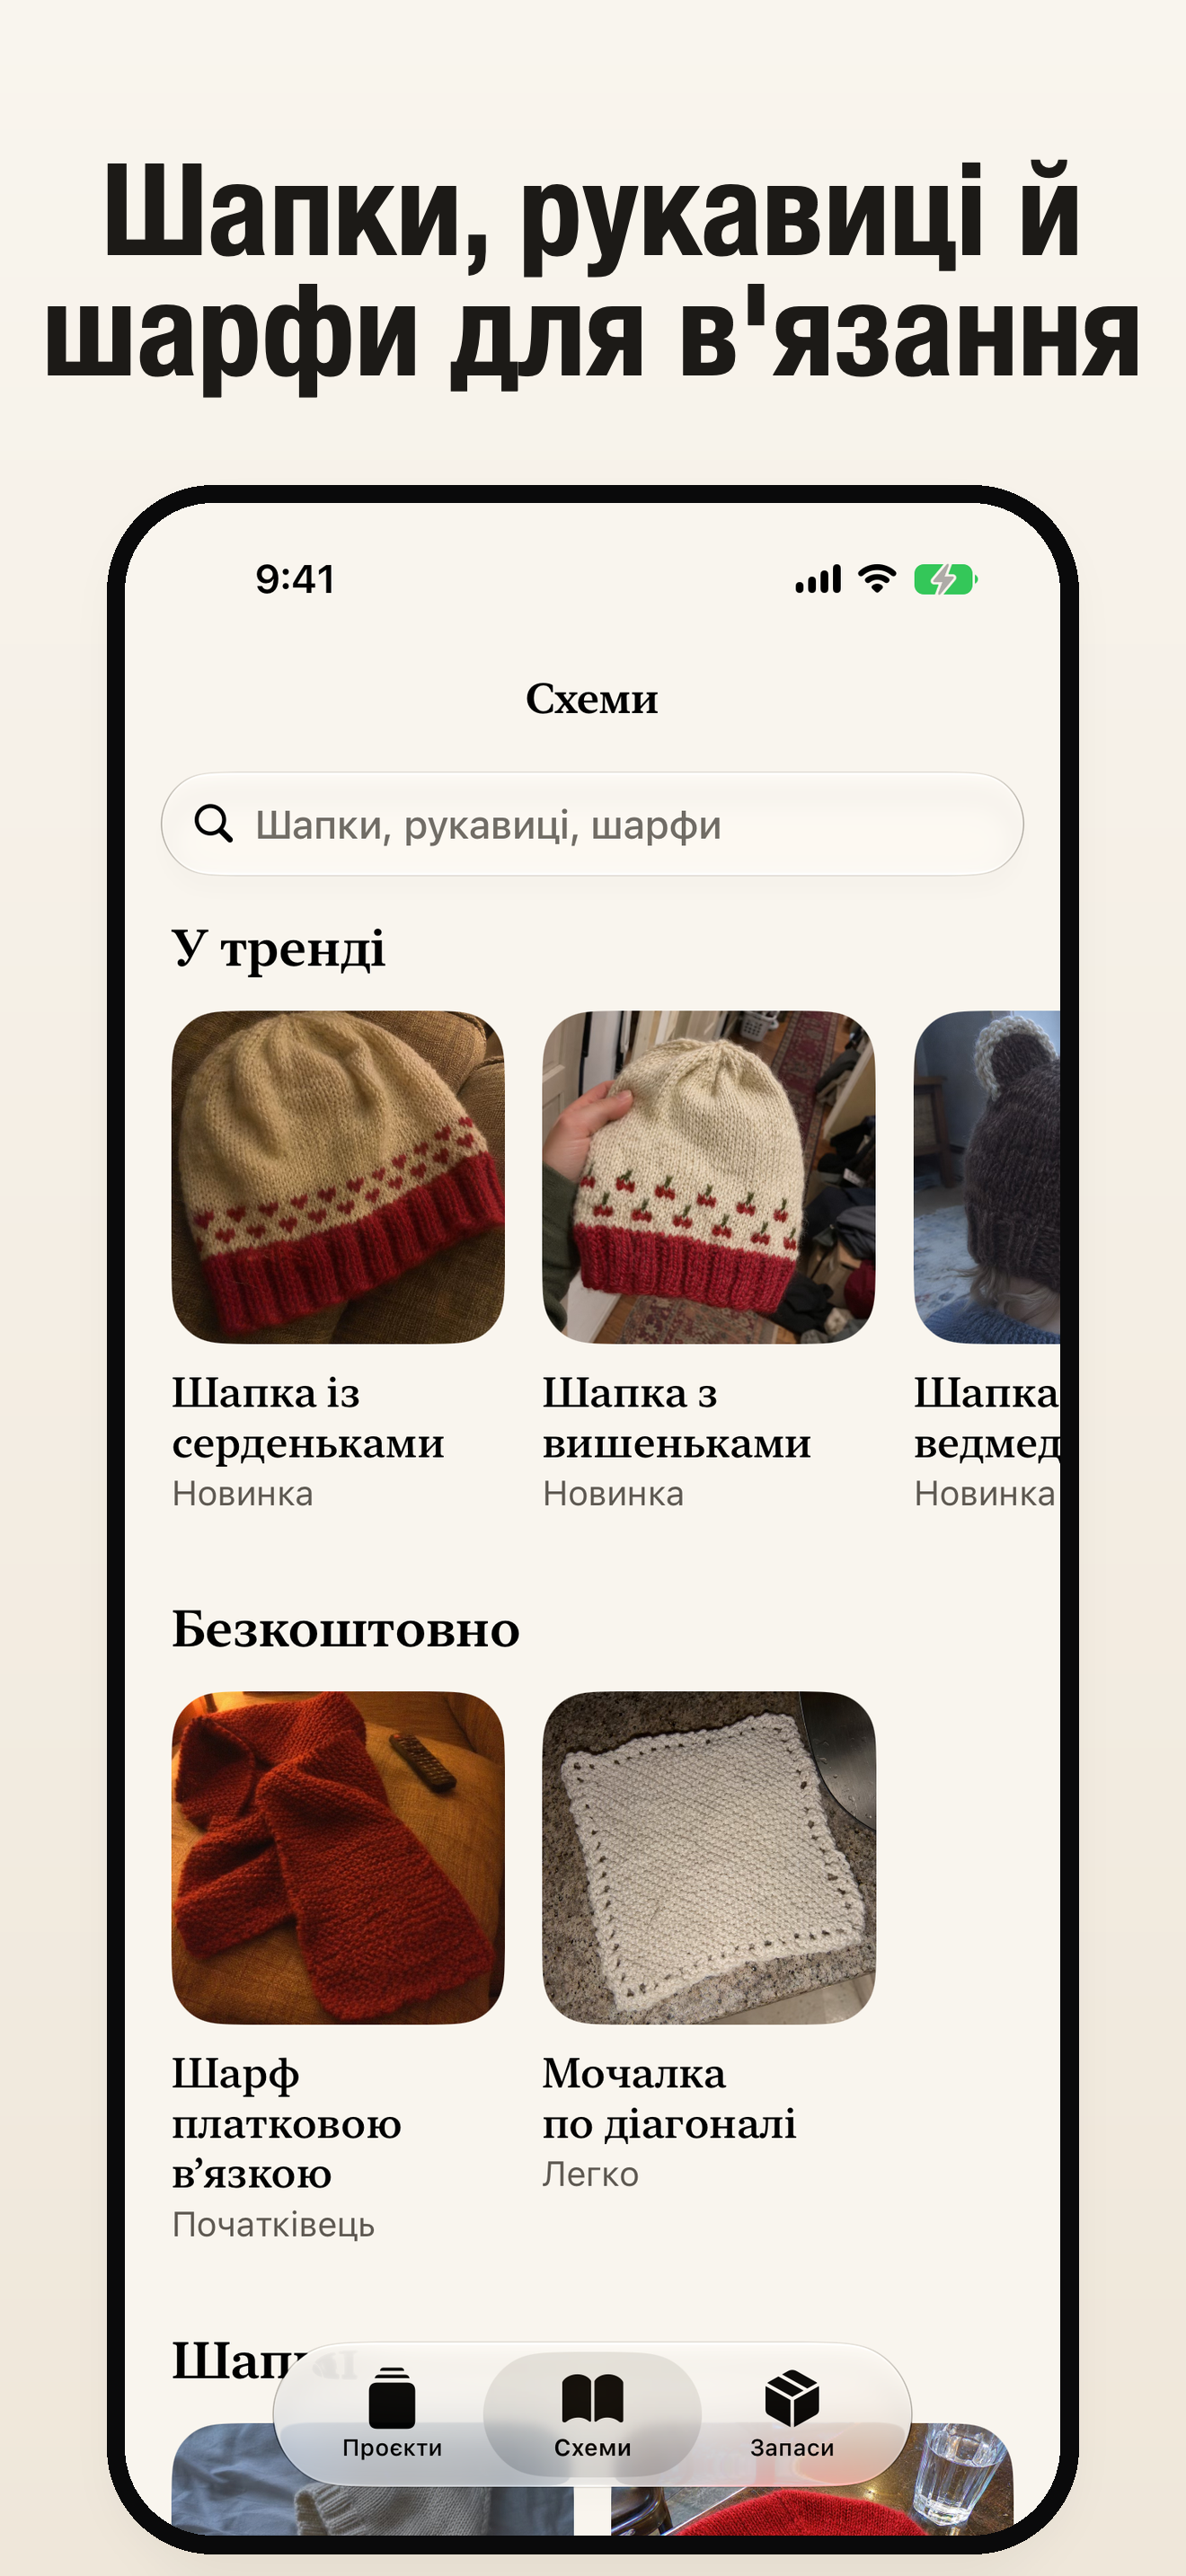 Шапки, рукавиці й
шарфи для в'язання
9:41
Схеми
Шапки, рукавиці, шарфи
У тренді
Шапка із
серденьками
Новинка
Шапка з
вишеньками
Новинка
Шапка
ведмед
Новинка
Безкоштовно
Шарф
платковою
в’язкою
Початківець
Мочалка
по діагоналі
Легко
Проєкти
Схеми
Запаси